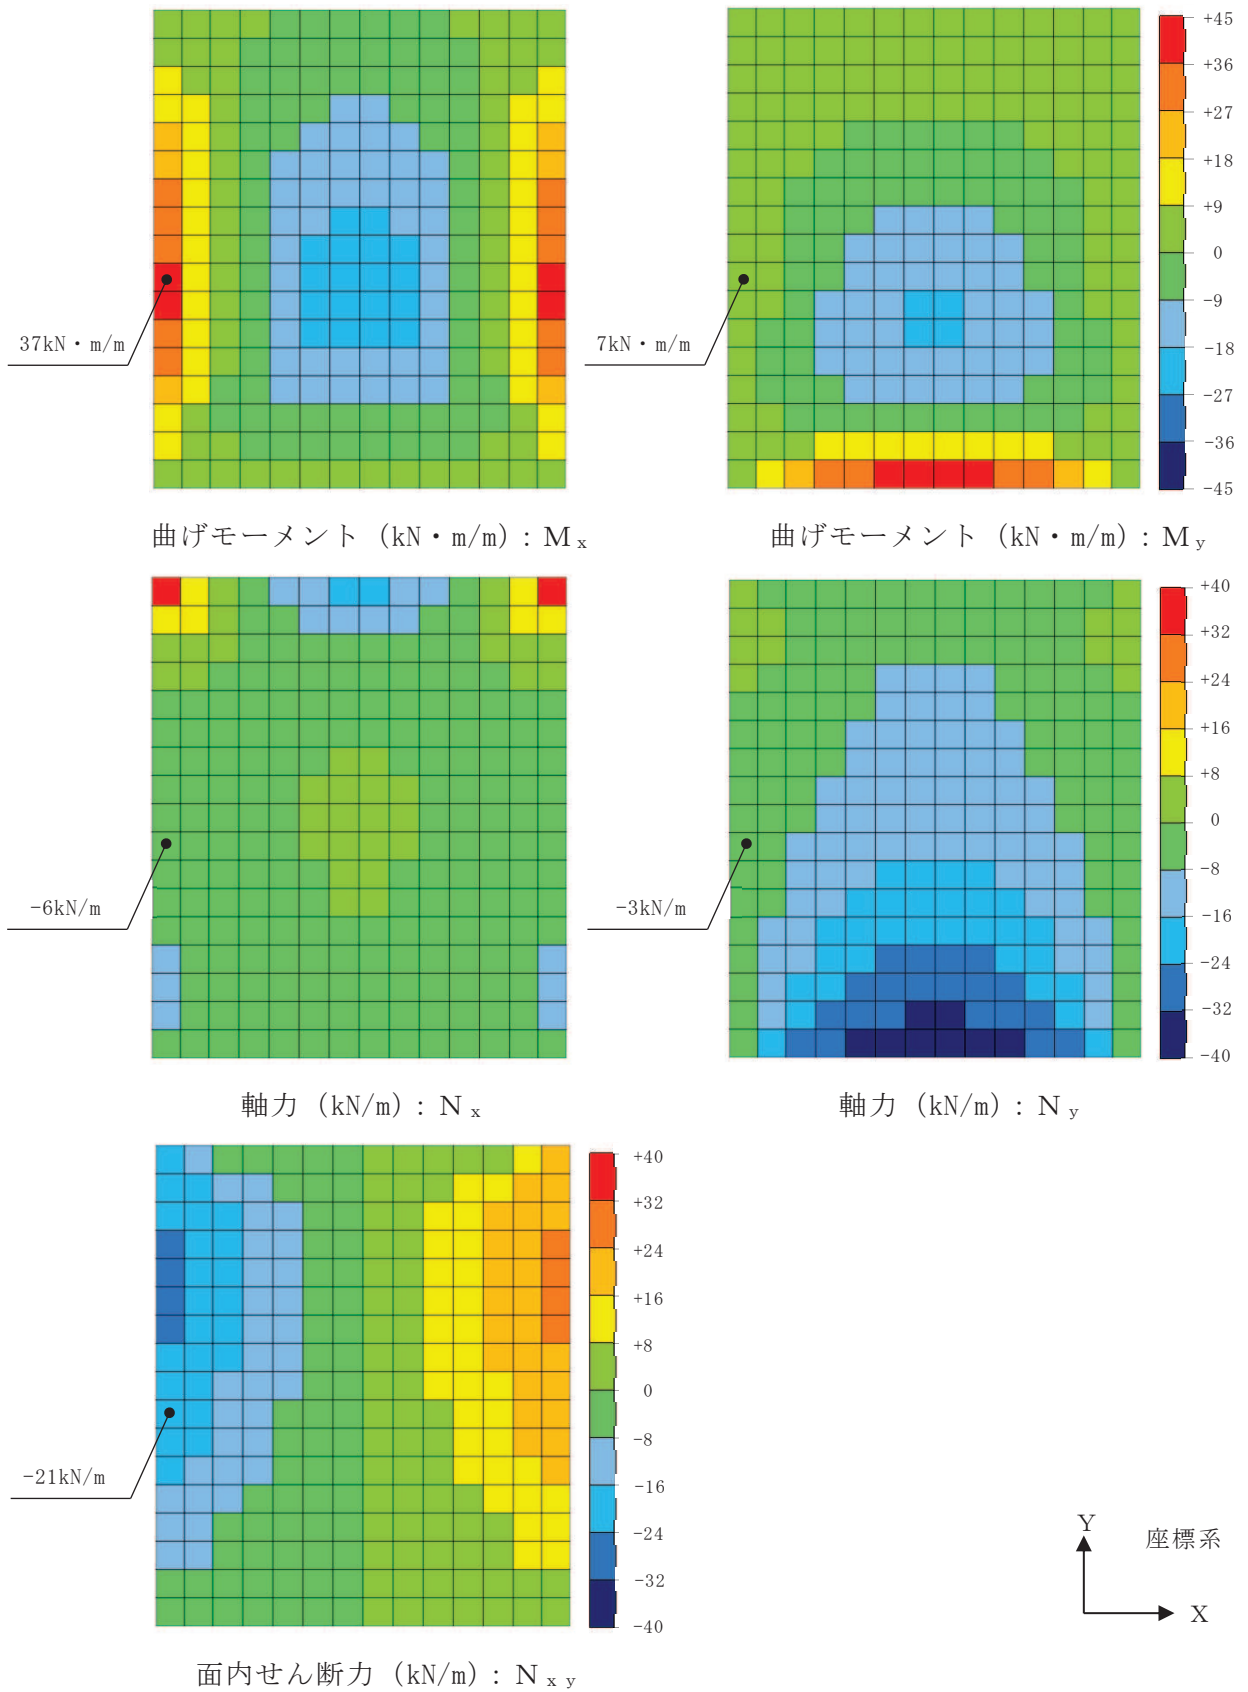 +45
+36
+27
+18
+9
0
-9
-18
-27
-36
-45
37kN・m/m
7kN・m/m
曲げモーメント (kN・m/m) : Mx
曲げモーメント (kN・m/m) : My
+40
+32
+24
+16
+8
0
-8
-16
-24
-32
-40
-6kN/m
-3kN/m
軸力 (kN/m) : Nx
軸力 (kN/m) : Ny
+40
+32
+24
+16
+8
0
-8
-16
-24
-32
-40
-21kN/m
Y
座標系
X
面内せん断力 (kN/m) : Nxy